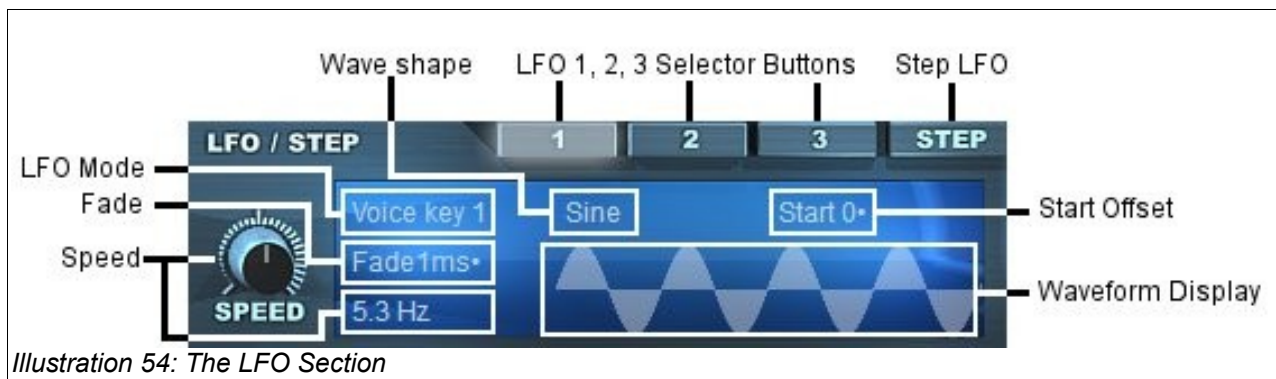 Wave shape
LFO 1, 2, 3 Selector Buttons
Step LFO
LFO / STEP
1
2
3
STEP
LFO Mode
Voice key 1
Sine
Start 0•
Start Offset
Fade
Fade1ms•
Speed
SPEED
5.3 Hz
Waveform Display
Illustration 54: The LFO Section